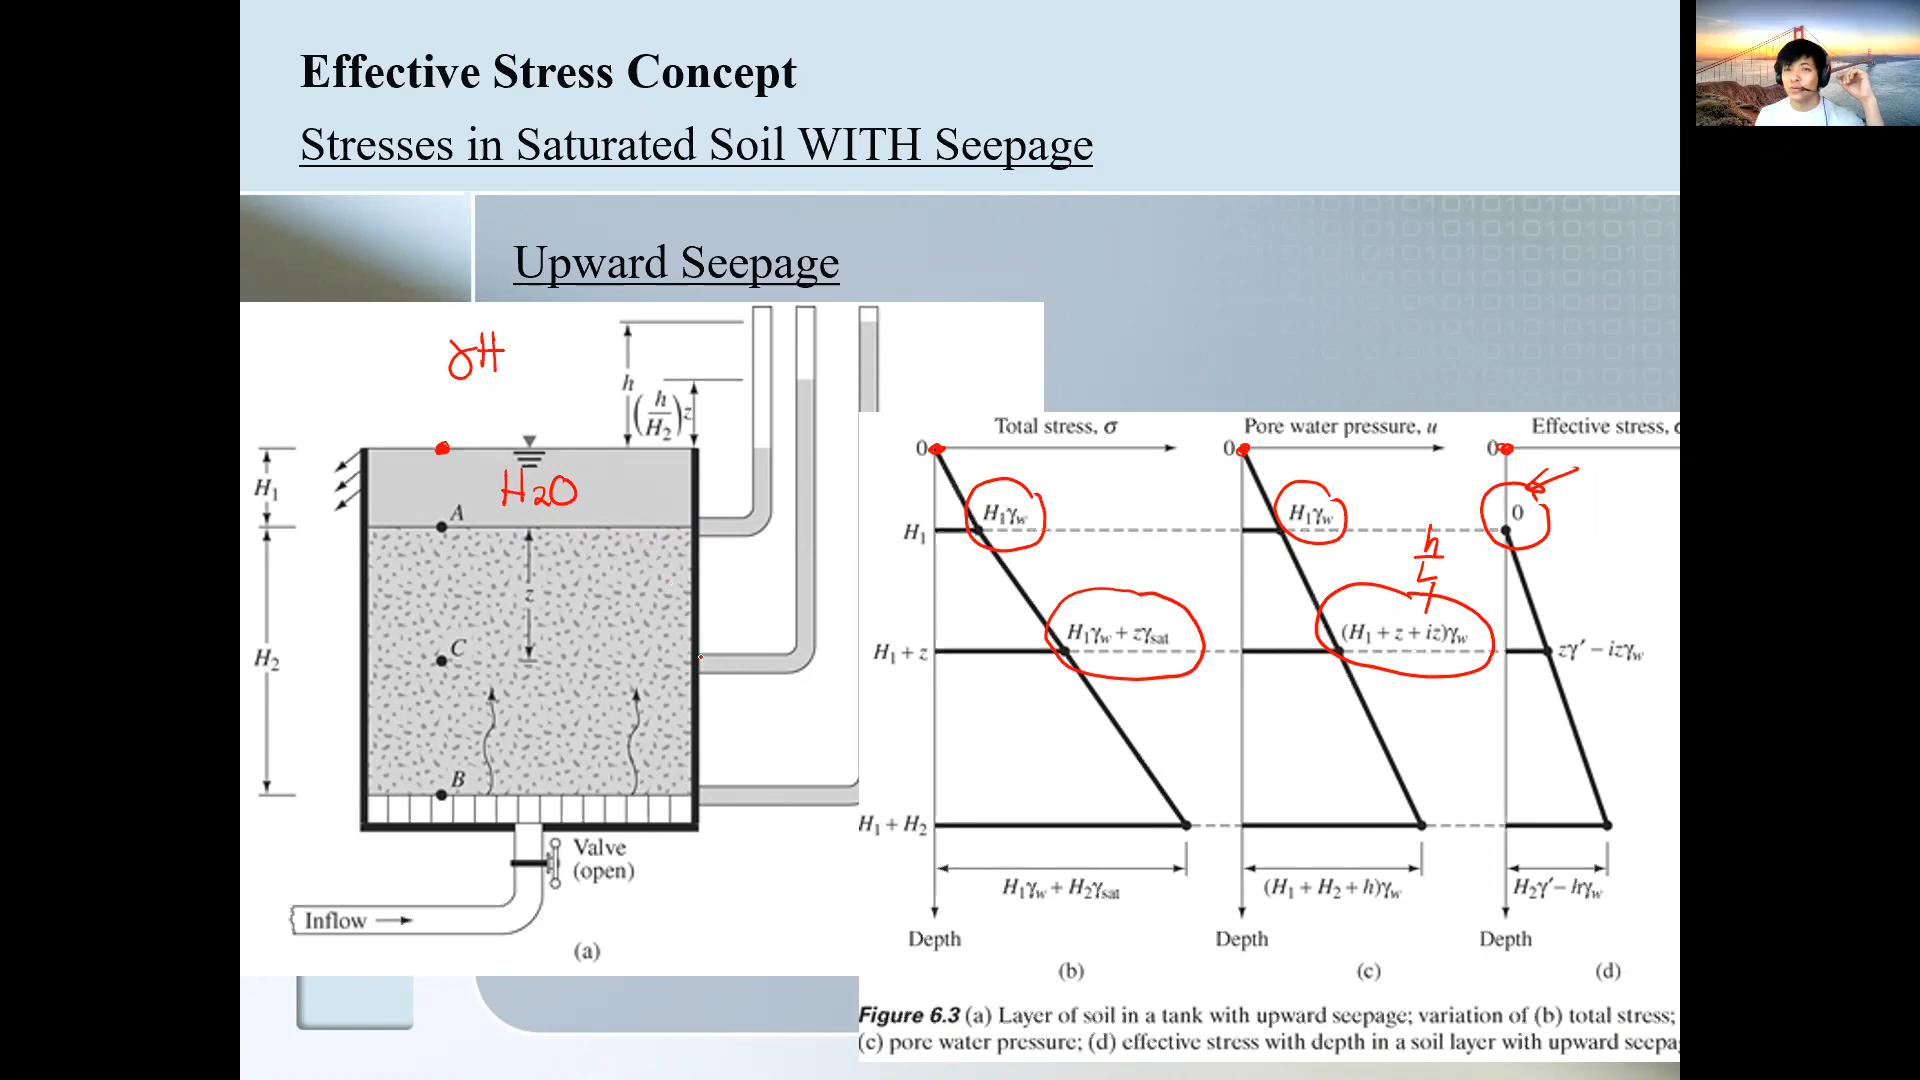 Effective Stress Concept
Stresses in Saturated Soil WITH Seepage
Upward Seepage
γH
h
(h/H₂)z
H₁
H₂O
A
z
C
H₂
B
Valve
(open)
Inflow
(a)
Total stress, σ
0
H₁γw
H₁
H₁γw + zγsat
H₁ + z
H₁ + H₂
H₁γw + H₂γsat
Depth
(b)
Pore water pressure, u
0
H₁γw
h/L
(H₁ + z + iz)γw
(H₁ + H₂ + h)γw
Depth
(c)
Effective stress, σ
0
0
zγ′ − izγw
H₂γ′ − hγw
Depth
(d)
Figure 6.3 (a) Layer of soil in a tank with upward seepage; variation of (b) total stress;
(c) pore water pressure; (d) effective stress with depth in a soil layer with upward seepa